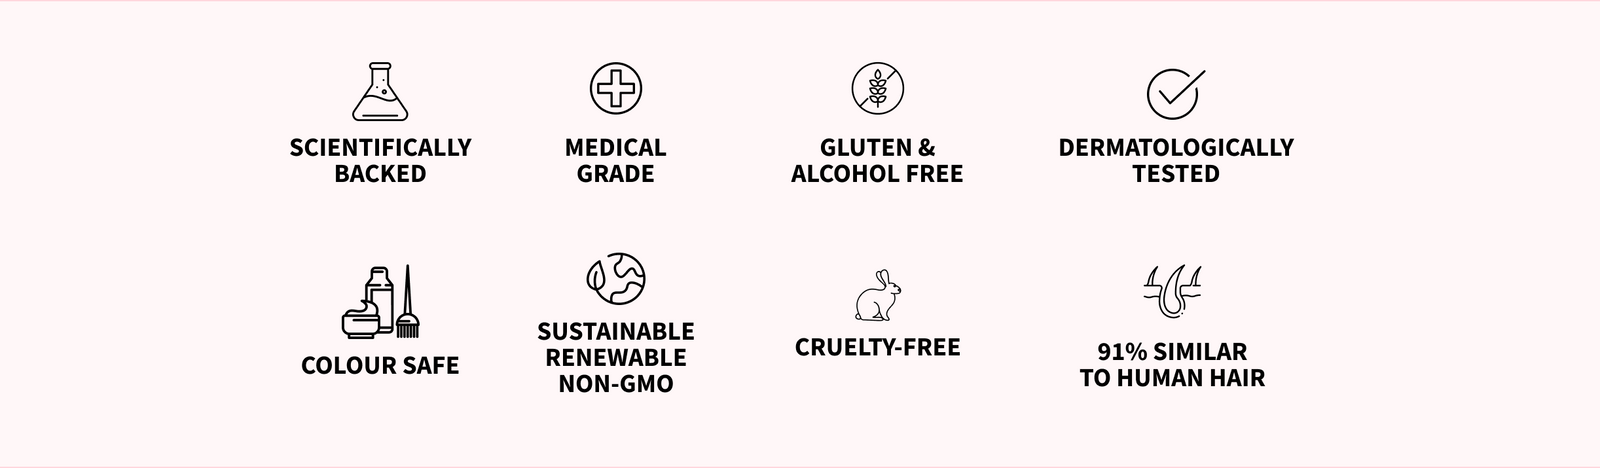 SCIENTIFICALLY
BACKED
MEDICAL
GRADE
GLUTEN &
ALCOHOL FREE
DERMATOLOGICALLY
TESTED
COLOUR SAFE
SUSTAINABLE
RENEWABLE
NON-GMO
CRUELTY-FREE
91% SIMILAR
TO HUMAN HAIR